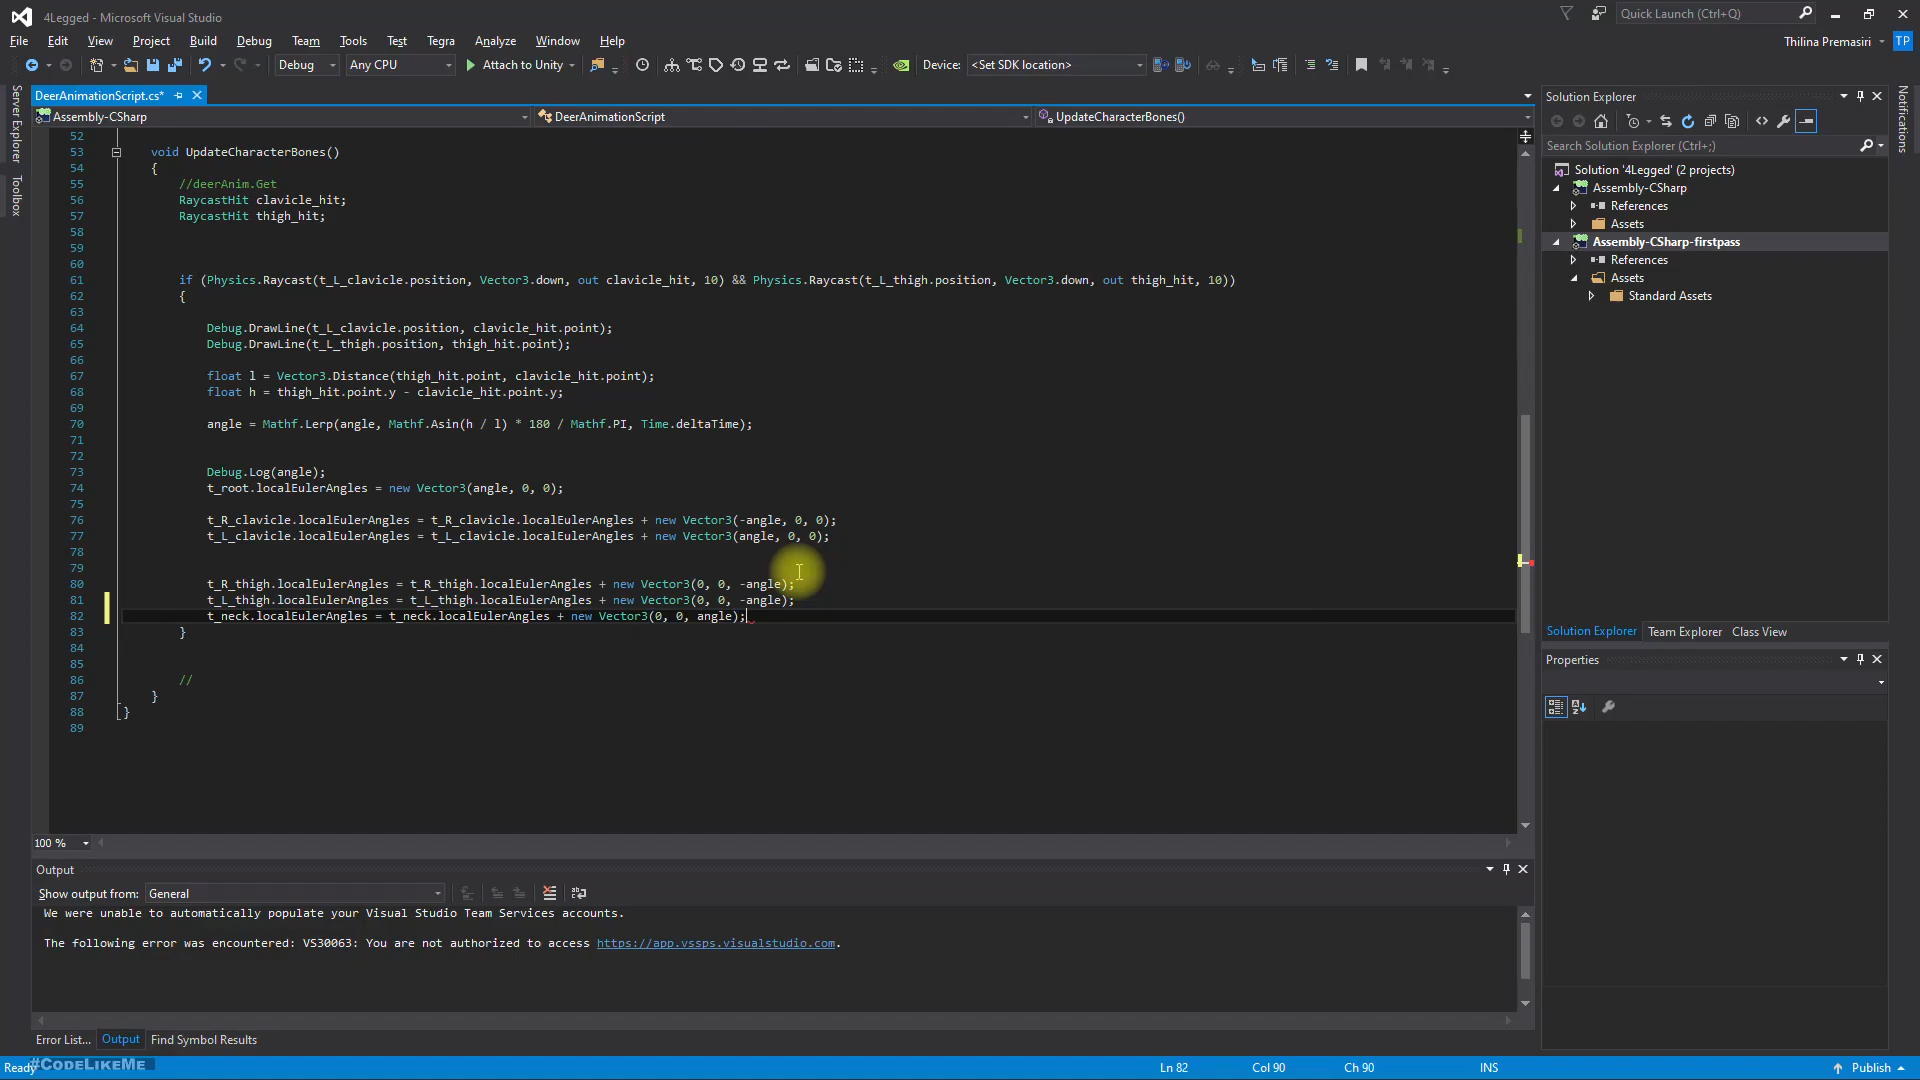 4Legged - Microsoft Visual Studio
Quick Launch (Ctrl+Q)
File Edit View Project Build Debug Team Tools Test Tegra Analyze Window Help
Thilina Premasiri TP
Debug Any CPU Attach to Unity Device: <Set SDK location>
Server Explorer
Toolbox
Notifications
DeerAnimationScript.cs*
Assembly-CSharp DeerAnimationScript UpdateCharacterBones()
52
53 void UpdateCharacterBones()
54 {
55 //deerAnim.Get
56 RaycastHit clavicle_hit;
57 RaycastHit thigh_hit;
58
59
60
61 if (Physics.Raycast(t_L_clavicle.position, Vector3.down, out clavicle_hit, 10) && Physics.Raycast(t_L_thigh.position, Vector3.down, out thigh_hit, 10))
62 {
63
64 Debug.DrawLine(t_L_clavicle.position, clavicle_hit.point);
65 Debug.DrawLine(t_L_thigh.position, thigh_hit.point);
66
67 float l = Vector3.Distance(thigh_hit.point, clavicle_hit.point);
68 float h = thigh_hit.point.y - clavicle_hit.point.y;
69
70 angle = Mathf.Lerp(angle, Mathf.Asin(h / l) * 180 / Mathf.PI, Time.deltaTime);
71
72
73 Debug.Log(angle);
74 t_root.localEulerAngles = new Vector3(angle, 0, 0);
75
76 t_R_clavicle.localEulerAngles = t_R_clavicle.localEulerAngles + new Vector3(-angle, 0, 0);
77 t_L_clavicle.localEulerAngles = t_L_clavicle.localEulerAngles + new Vector3(angle, 0, 0);
78
79
80 t_R_thigh.localEulerAngles = t_R_thigh.localEulerAngles + new Vector3(0, 0, -angle);
81 t_L_thigh.localEulerAngles = t_L_thigh.localEulerAngles + new Vector3(0, 0, -angle);
82 t_neck.localEulerAngles = t_neck.localEulerAngles + new Vector3(0, 0, angle);
83 }
84
85
86 //
87 }
88 }
89
100 %
Solution Explorer
Search Solution Explorer (Ctrl+;)
Solution '4Legged' (2 projects)
Assembly-CSharp
References
Assets
Assembly-CSharp-firstpass
References
Assets
Standard Assets
Solution Explorer Team Explorer Class View
Properties
Output
Show output from: General
We were unable to automatically populate your Visual Studio Team Services accounts.
The following error was encountered: VS30063: You are not authorized to access https://app.vssps.visualstudio.com.
Error List... Output Find Symbol Results
Ready #CodeLikeMe Ln 82 Col 90 Ch 90 INS Publish